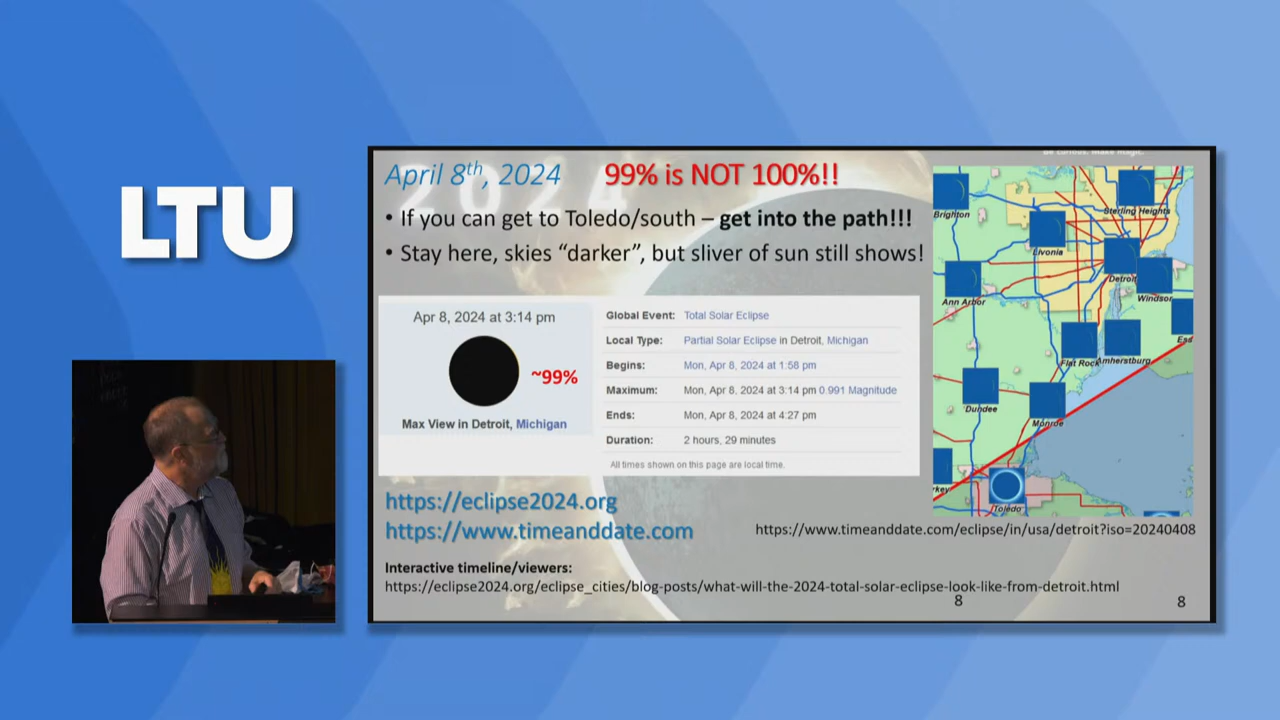 LTU
Be curious. Make magic.
2024
April 8th, 2024 99% is NOT 100%!!
• If you can get to Toledo/south – get into the path!!!
• Stay here, skies “darker”, but sliver of sun still shows!
Apr 8, 2024 at 3:14 pm
~99%
Max View in Detroit, Michigan
Global Event: Total Solar Eclipse
Local Type: Partial Solar Eclipse in Detroit, Michigan
Begins: Mon, Apr 8, 2024 at 1:58 pm
Maximum: Mon, Apr 8, 2024 at 3:14 pm 0.991 Magnitude
Ends: Mon, Apr 8, 2024 at 4:27 pm
Duration: 2 hours, 29 minutes
All times shown on this page are local time.
Brighton
Sterling Heights
Livonia
Detroit
Ann Arbor
Windsor
Flat Rock
Amherstburg
Dundee
Monroe
Toledo
https://eclipse2024.org
https://www.timeanddate.com
https://www.timeanddate.com/eclipse/in/usa/detroit?iso=20240408
Interactive timeline/viewers:
https://eclipse2024.org/eclipse_cities/blog-posts/what-will-the-2024-total-solar-eclipse-look-like-from-detroit.html
8
8